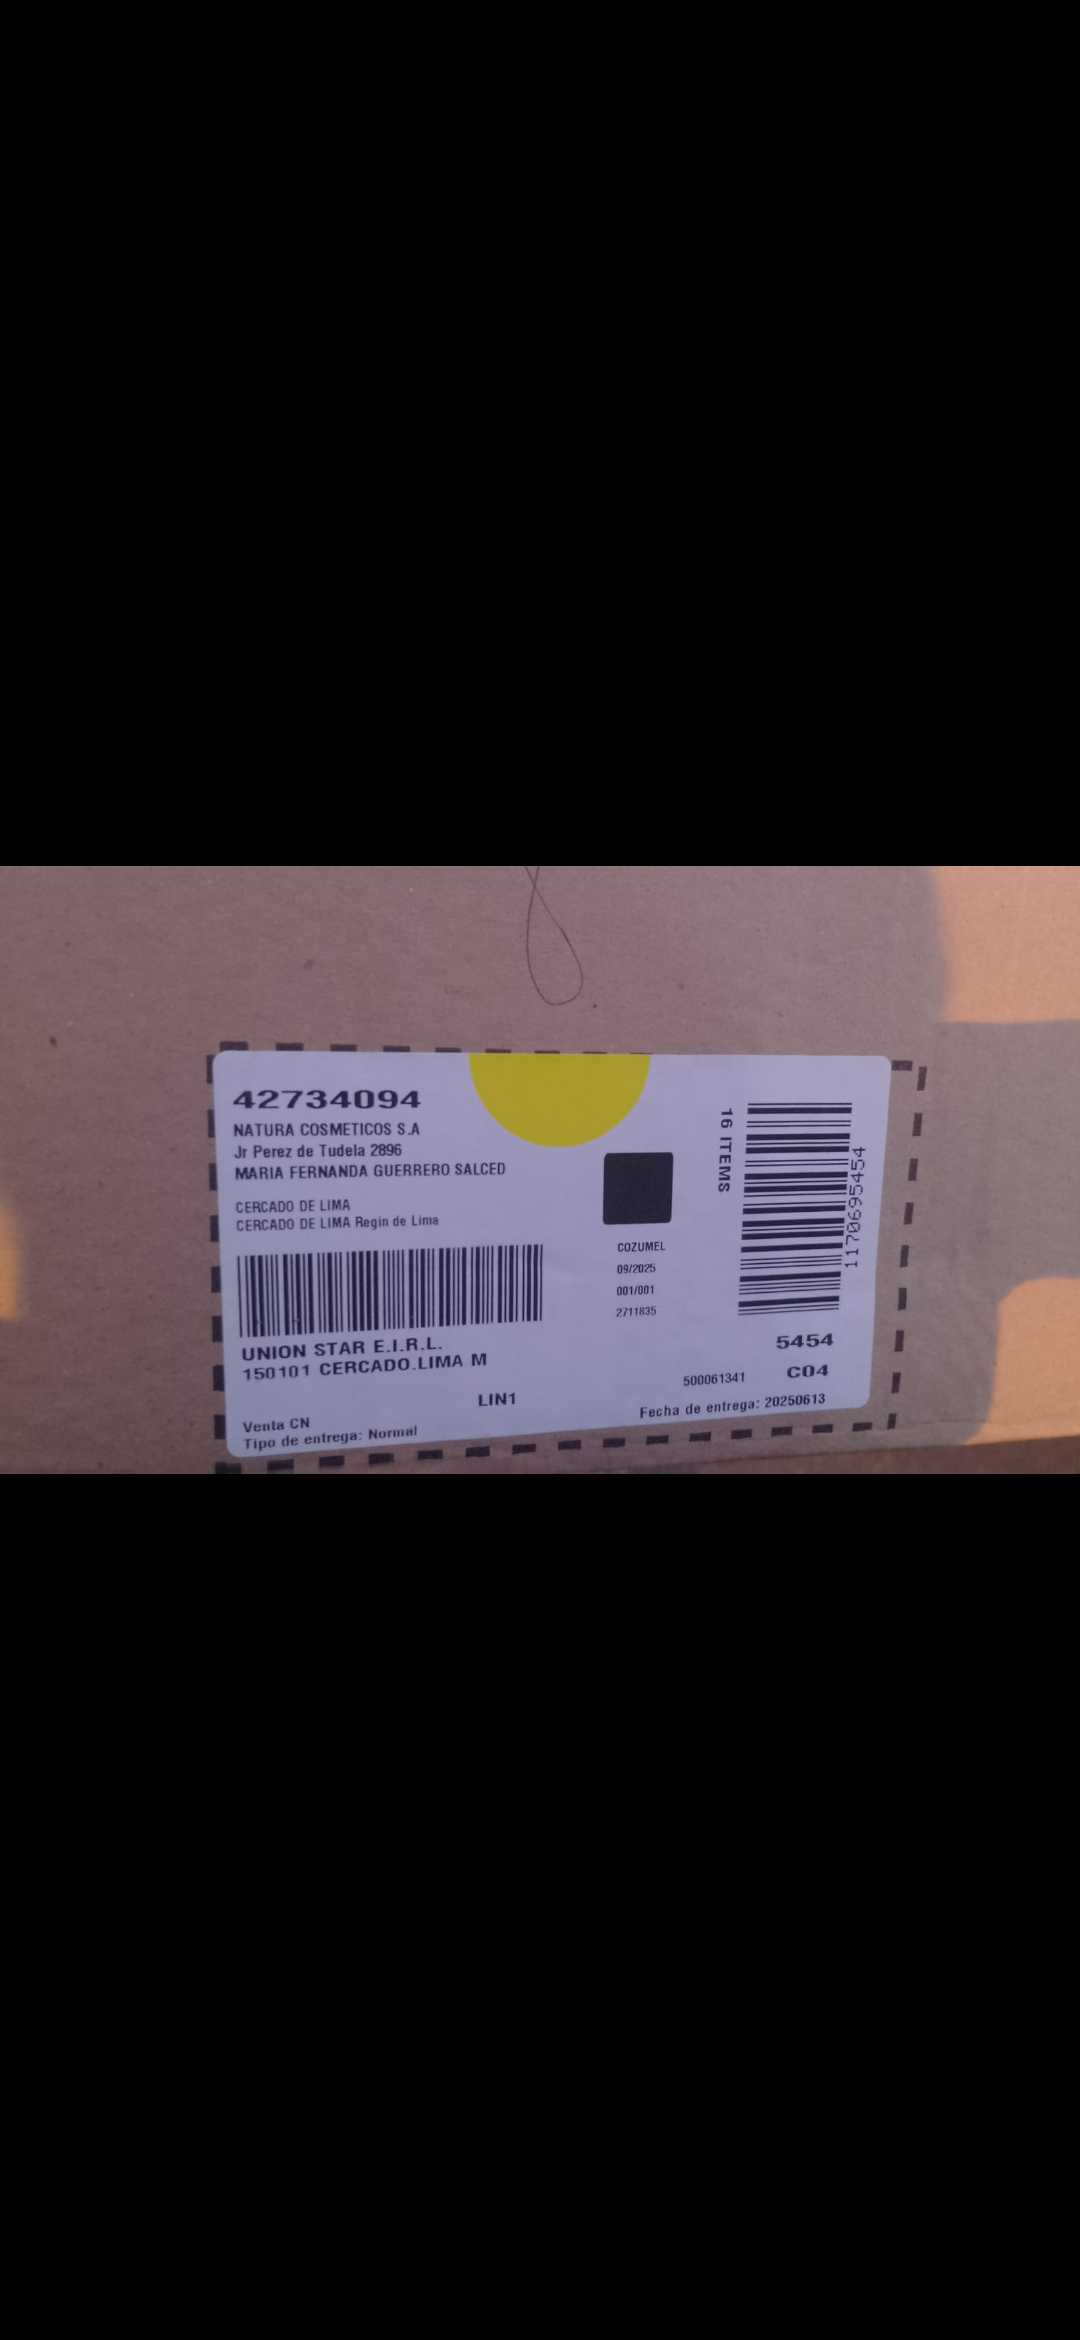 42734094
NATURA COSMETICOS S.A
Jr Perez de Tudela 2896
MARIA FERNANDA GUERRERO SALCED
CERCADO DE LIMA
CERCADO DE LIMA Regin de Lima
UNION STAR E.I.R.L.
150101 CERCADO.LIMA M
LIN1
Venta CN
Tipo de entrega: Normal
COZUMEL
09/2025
001/001
2711835
16 ITEMS
1170695454
5454
500061341 C04
Fecha de entrega: 20250613